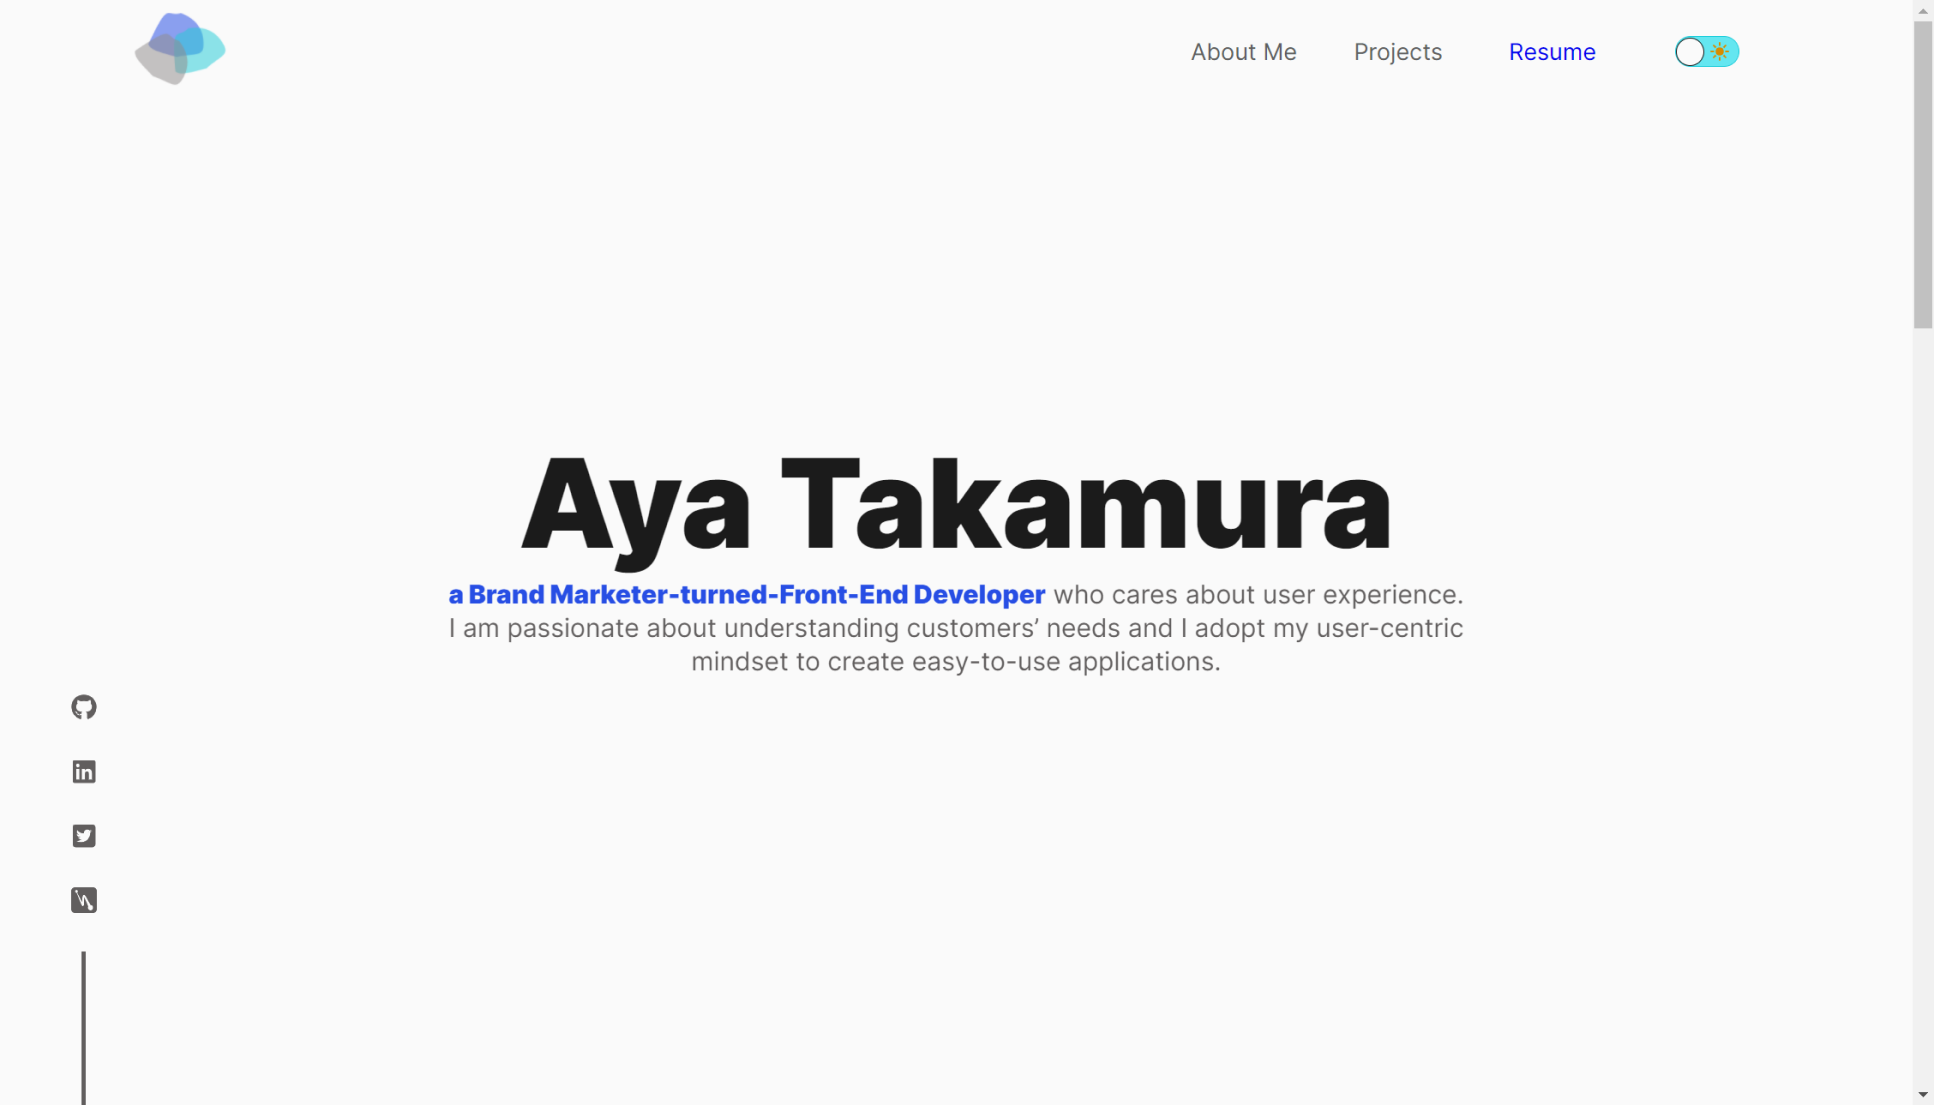 About Me
Projects
Resume
Aya Takamura
a Brand Marketer-turned-Front-End Developer who cares about user experience.
I am passionate about understanding customers’ needs and I adopt my user-centric
mindset to create easy-to-use applications.
in